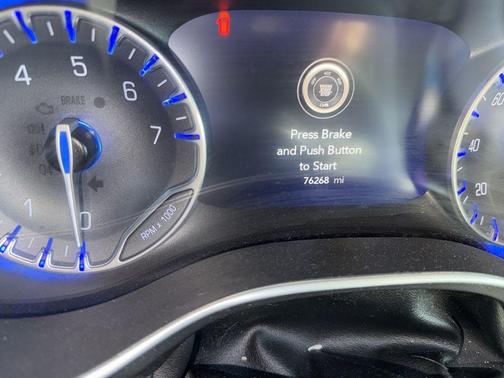 4
5
6
7
BRAKE
1
0
RPM x 1000
Press Brake
and Push Button
to Start
76268 mi
60
40
20